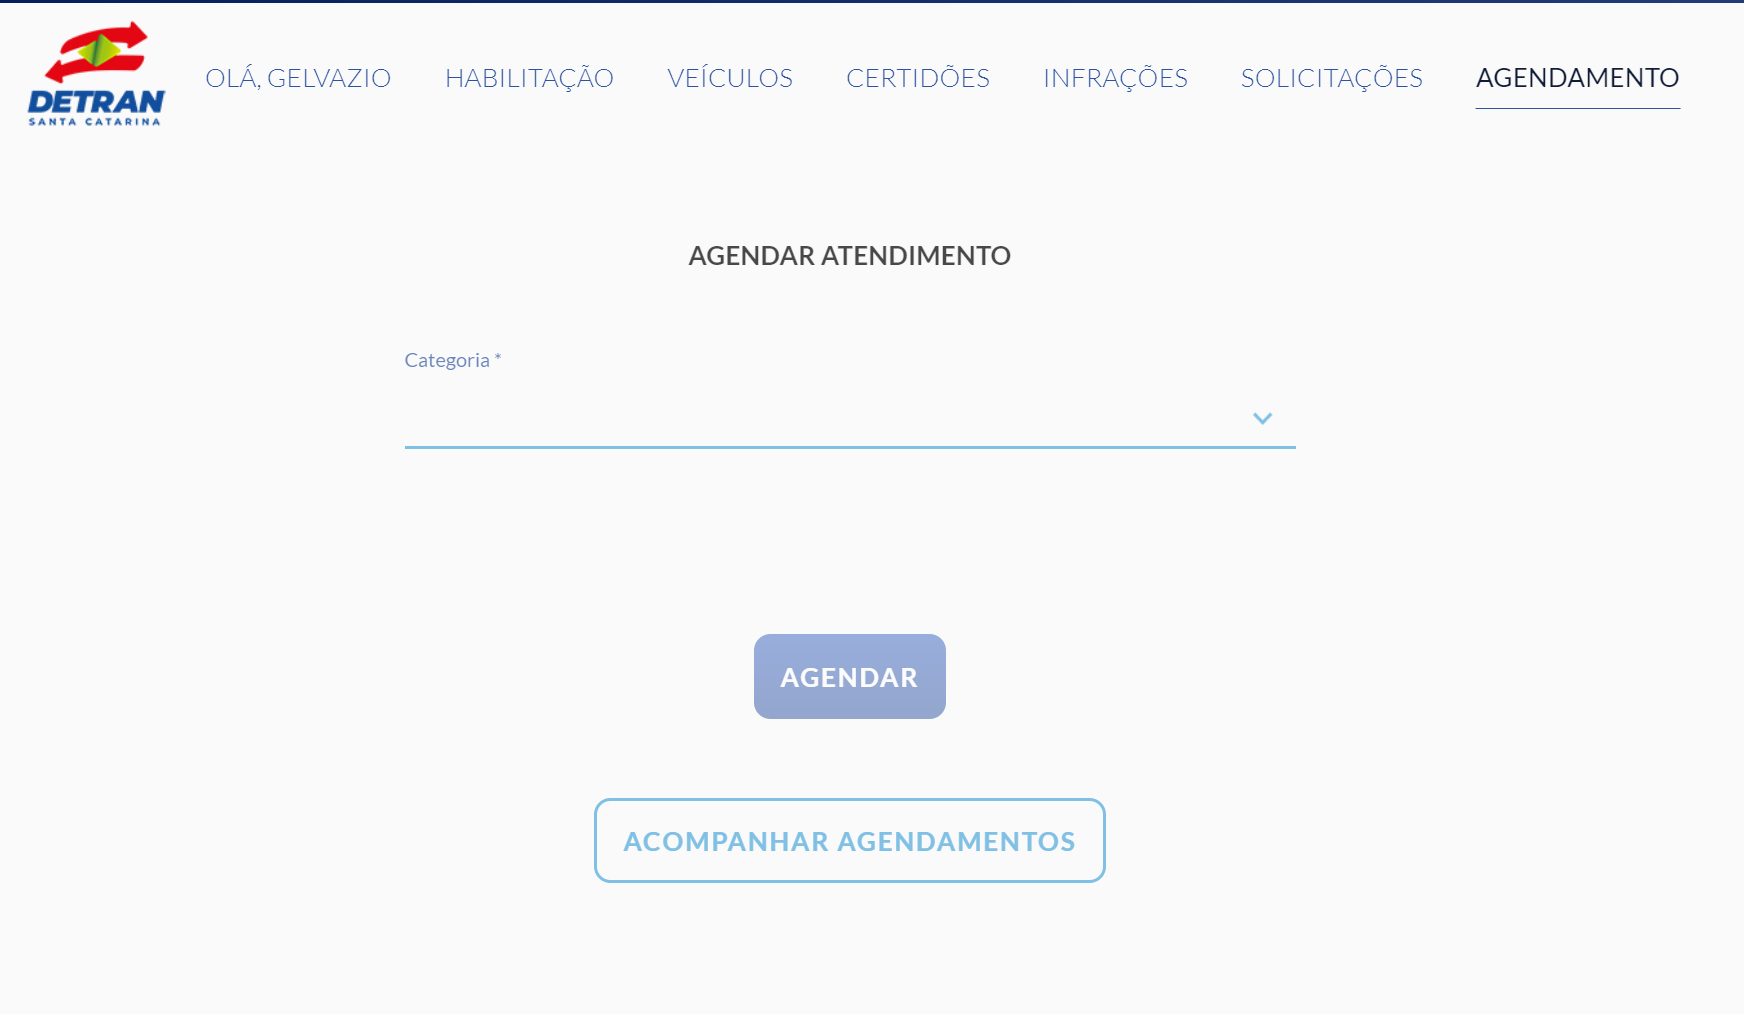 DETRAN
SANTA CATARINA
OLÁ, GELVAZIO
HABILITAÇÃO
VEÍCULOS
CERTIDÕES
INFRAÇÕES
SOLICITAÇÕES
AGENDAMENTO
AGENDAR ATENDIMENTO
Categoria *
AGENDAR
ACOMPANHAR AGENDAMENTOS